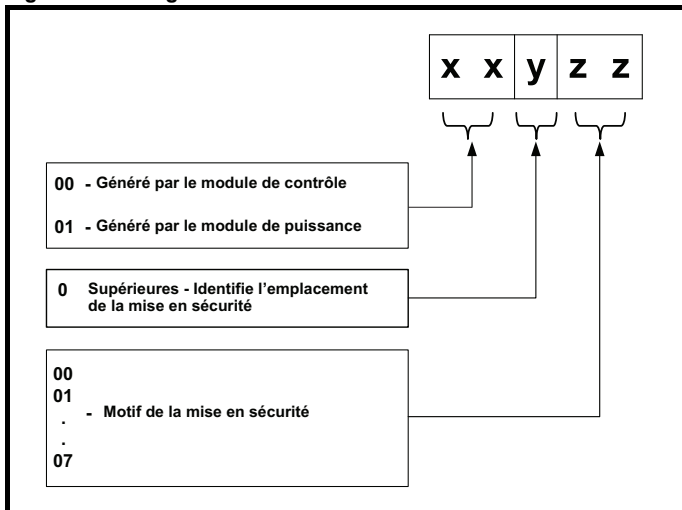 x x y z z
00 - Généré par le module de contrôle
01 - Généré par le module de puissance
0 Supérieures - Identifie l'emplacement
de la mise en sécurité
00
01
.
- Motif de la mise en sécurité
.
07